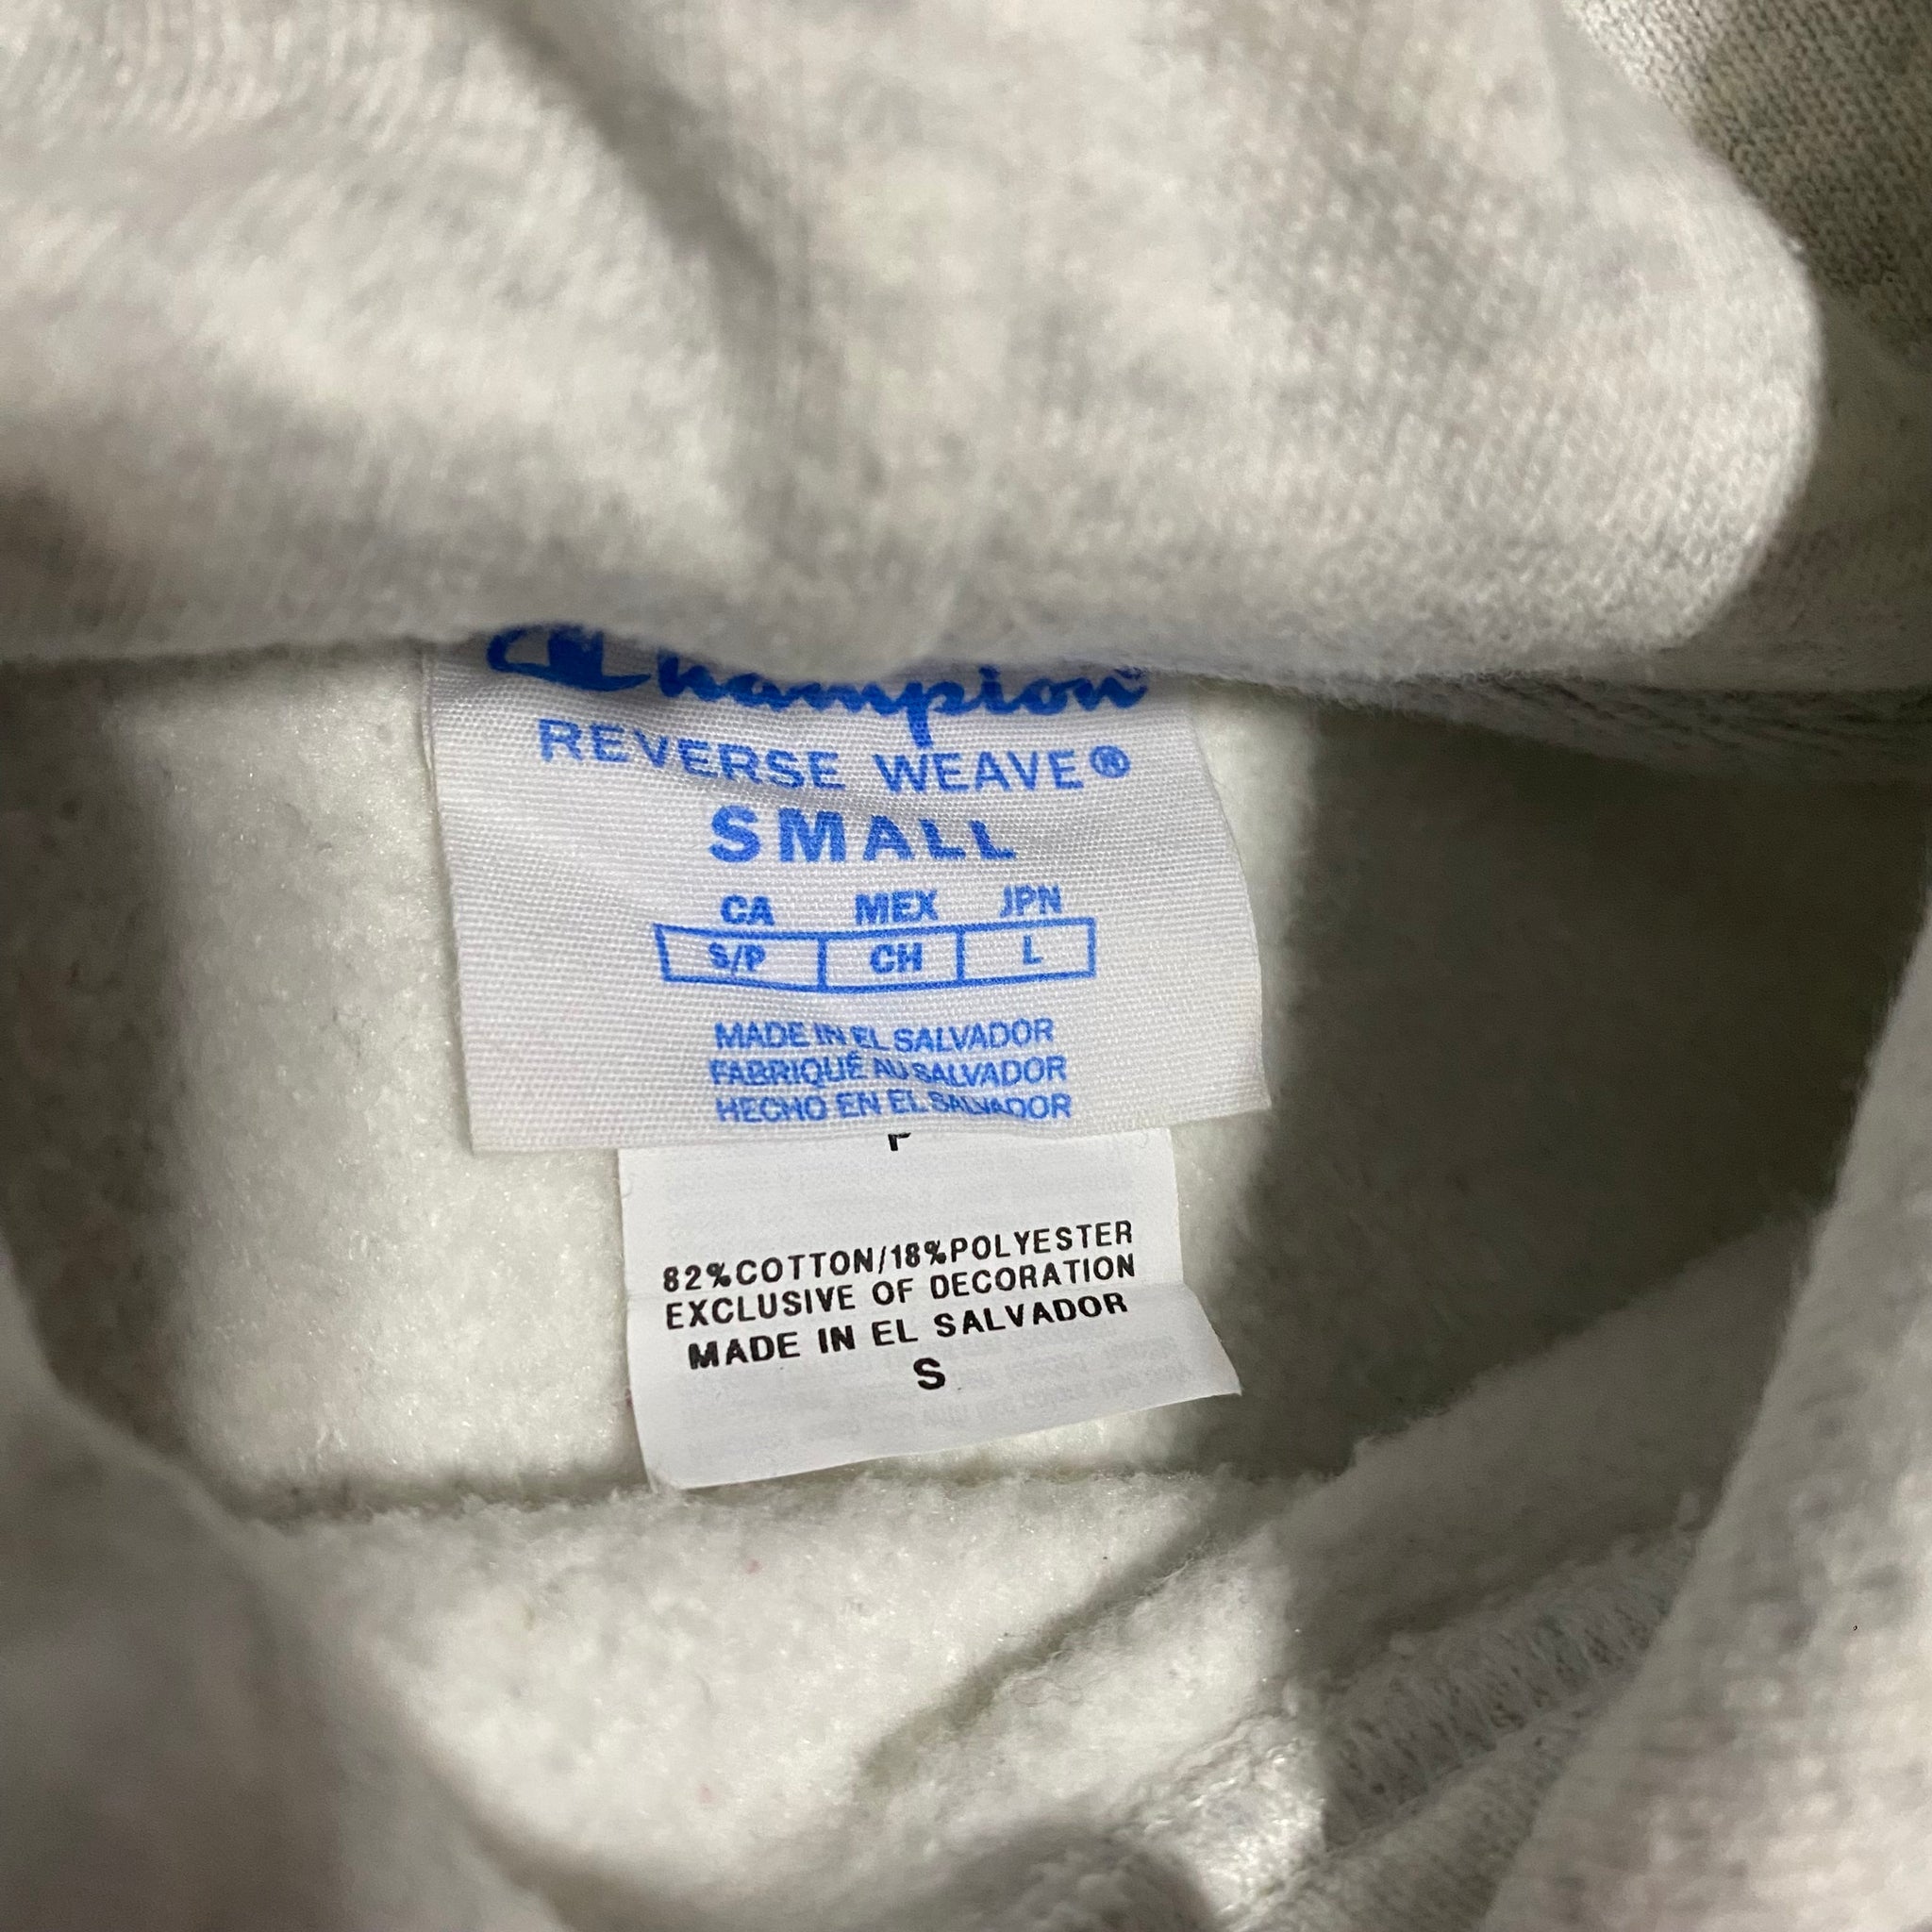 Champion
REVERSE WEAVE®
SMALL
CA MEX JPN
S/P CH L
MADE IN EL SALVADOR
FABRIQUÉ AU SALVADOR
HECHO EN EL SALVADOR
82%COTTON/18%POLYESTER
EXCLUSIVE OF DECORATION
MADE IN EL SALVADOR
S